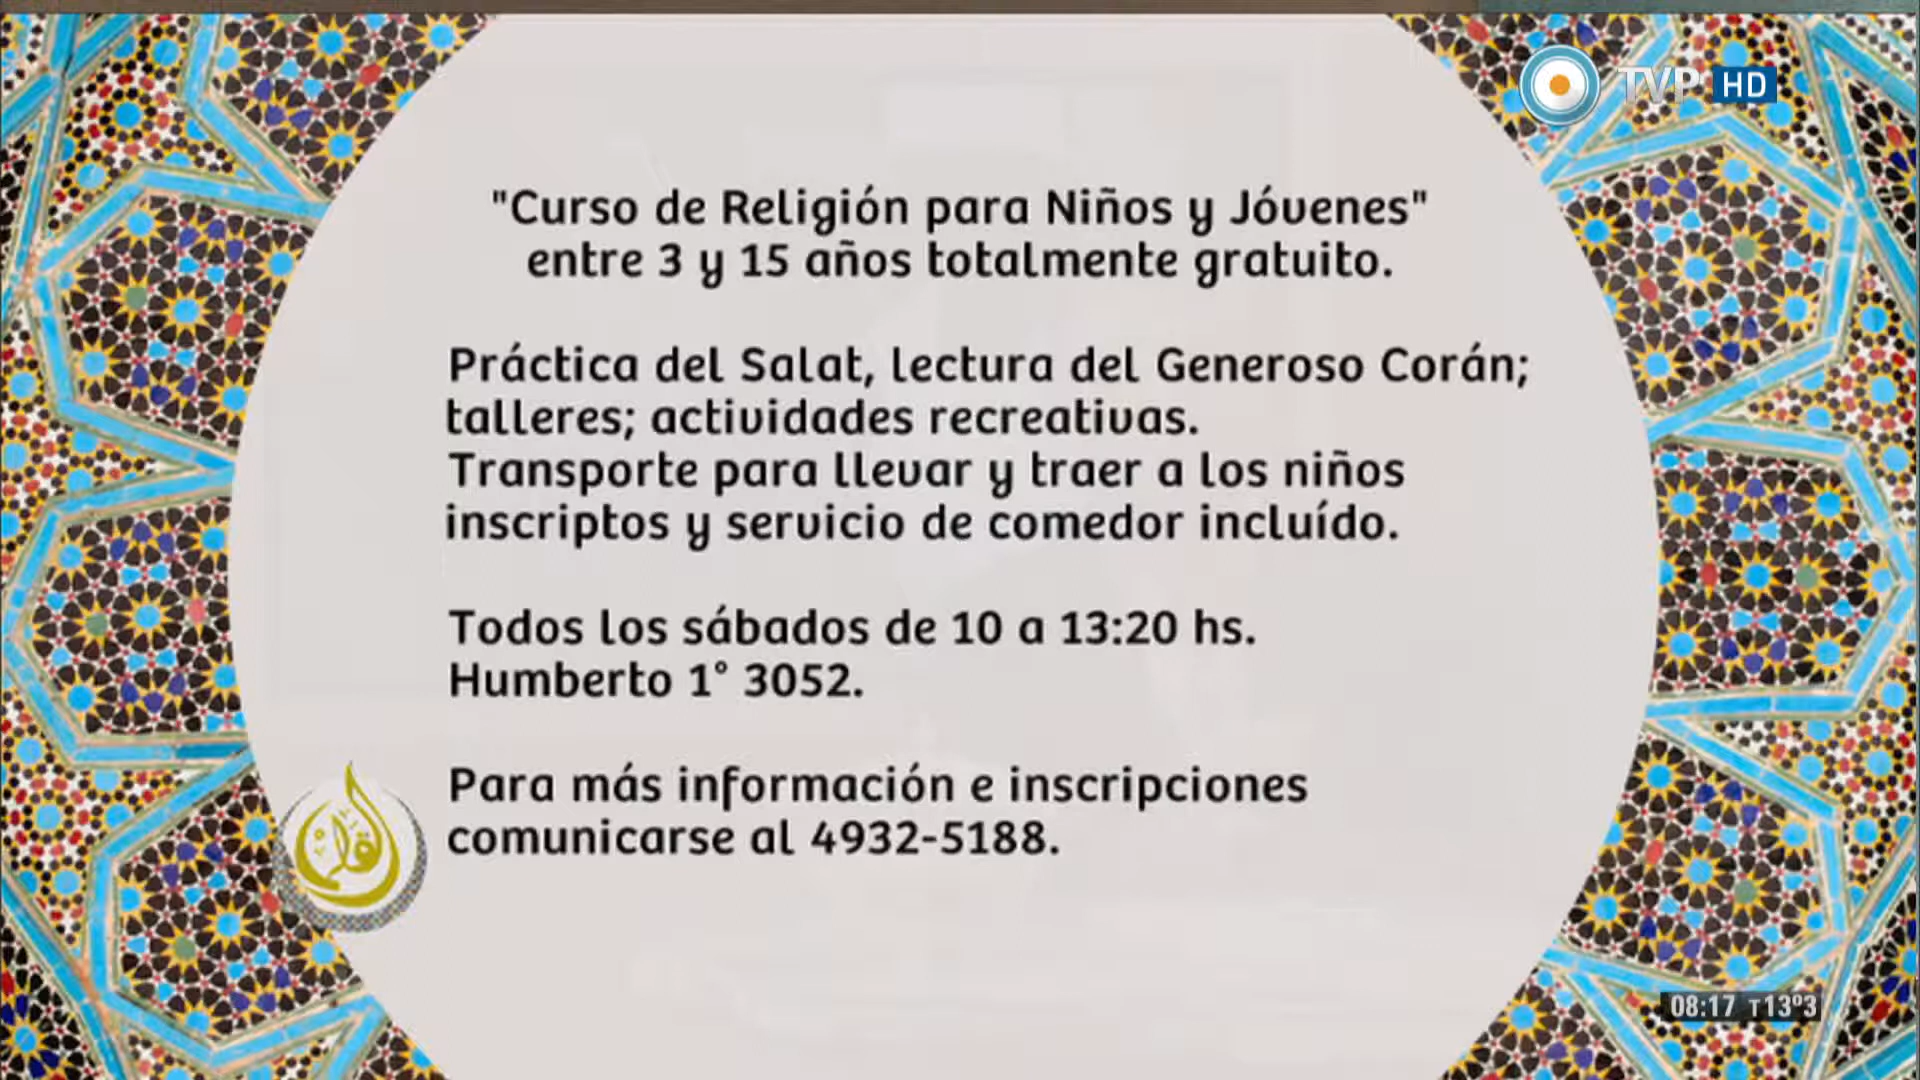 TVP HD
"Curso de Religión para Niños y Jóvenes"
entre 3 y 15 años totalmente gratuito.
Práctica del Salat, lectura del Generoso Corán;
talleres; actividades recreativas.
Transporte para llevar y traer a los niños
inscriptos y servicio de comedor incluído.
Todos los sábados de 10 a 13:20 hs.
Humberto 1° 3052.
Para más información e inscripciones
comunicarse al 4932-5188.
08:17 T13º3